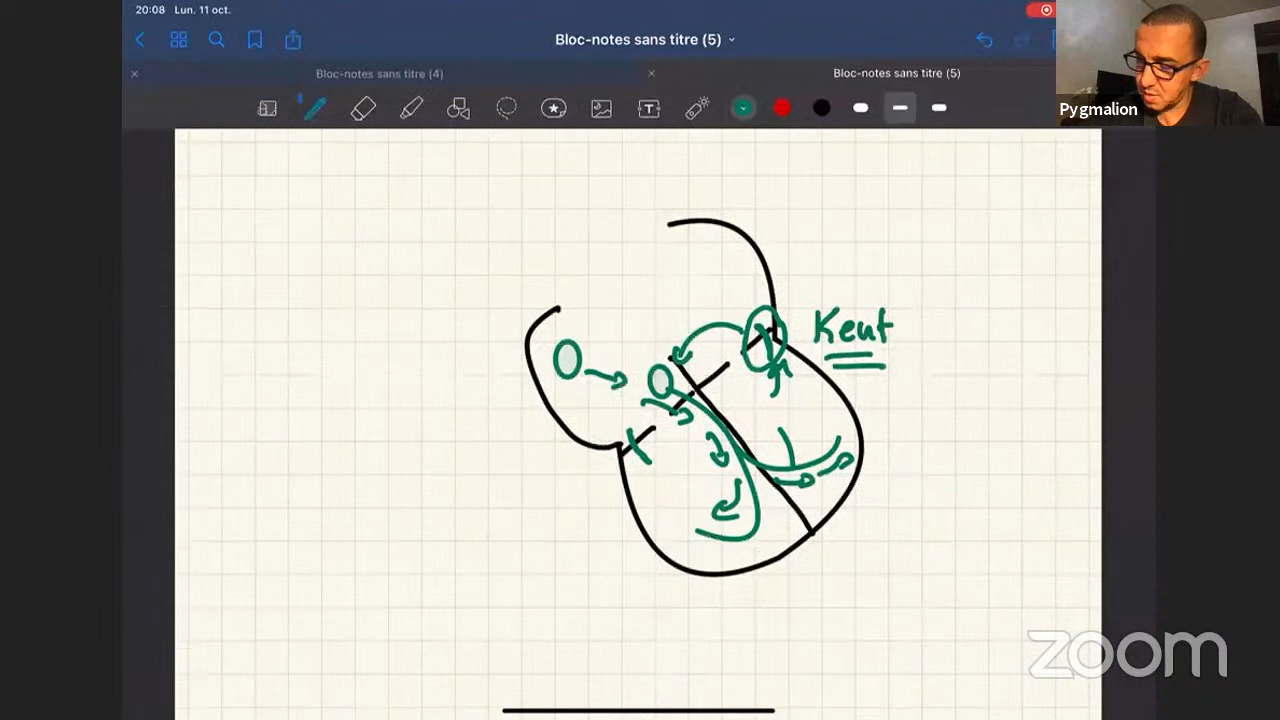 20:08 Lun. 11 oct.
Bloc-notes sans titre (5)
Bloc-notes sans titre (4)
Bloc-notes sans titre (5)
Pygmalion
Kent
zoom